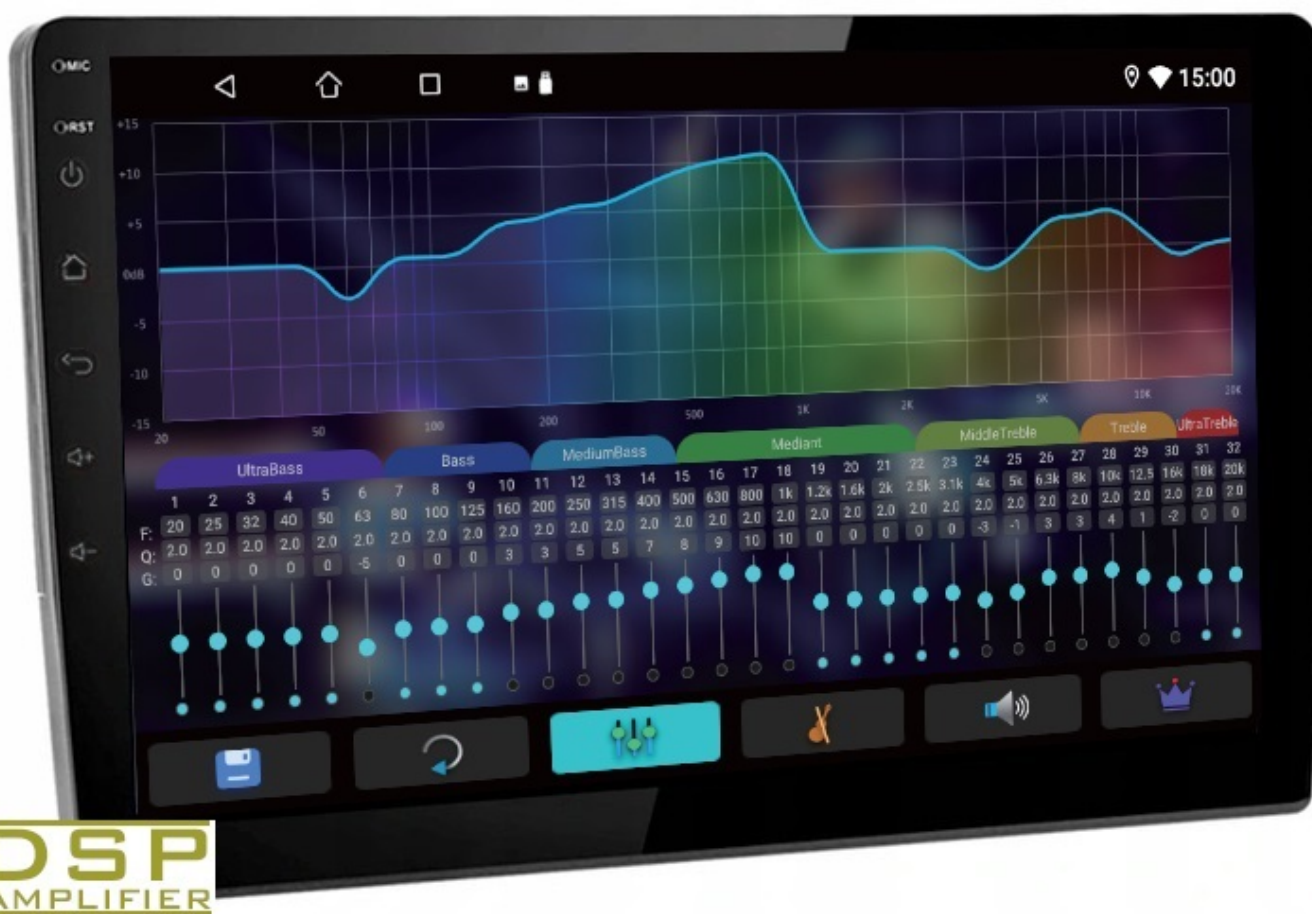 MIC
15:00
RST
+15
+10
+5
0dB
-5
-10
-15
20 50 100 200 500 1K 2K 5K 10K 20K
UltraBass Bass MediumBass Mediant MiddleTreble Treble UltraTreble
1 2 3 4 5 6 7 8 9 10 11 12 13 14 15 16 17 18 19 20 21 22 23 24 25 26 27 28 29 30 31 32
F: 20 25 32 40 50 63 80 100 125 160 200 250 315 400 500 630 800 1k 1.2k 1.6k 2k 2.5k 3.1k 4k 5k 6.3k 8k 10k 12.5 16k 18k 20k
Q: 2.0 2.0 2.0 2.0 2.0 2.0 2.0 2.0 2.0 2.0 2.0 2.0 2.0 2.0 2.0 2.0 2.0 2.0 2.0 2.0 2.0 2.0 2.0 2.0 2.0 2.0 2.0 2.0 2.0 2.0 2.0 2.0
G: 0 0 0 0 0 -5 0 0 0 3 3 5 5 7 8 9 10 10 0 0 0 0 0 -3 -1 3 3 4 1 -2 0 0
DSP
AMPLIFIER